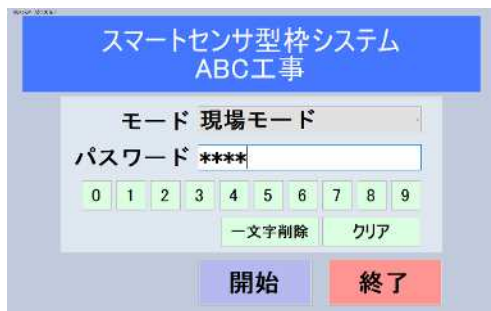 スマートセンサ型枠システム
ABC工事
モード 現場モード
パスワード ****
0 1 2 3 4 5 6 7 8 9
一文字削除 クリア
開始 終了